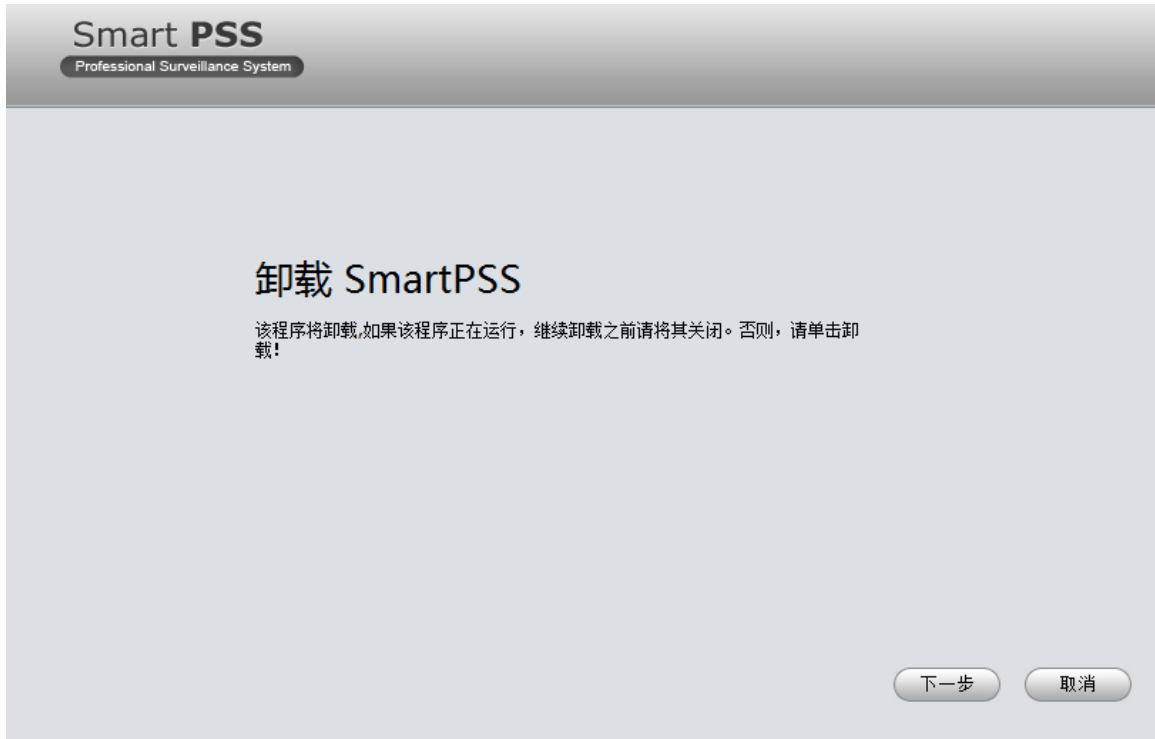 Smart PSS
Professional Surveillance System
卸载 SmartPSS
该程序将卸载,如果该程序正在运行，继续卸载之前请将其关闭。否则，请单击卸
载!
下一步
取消